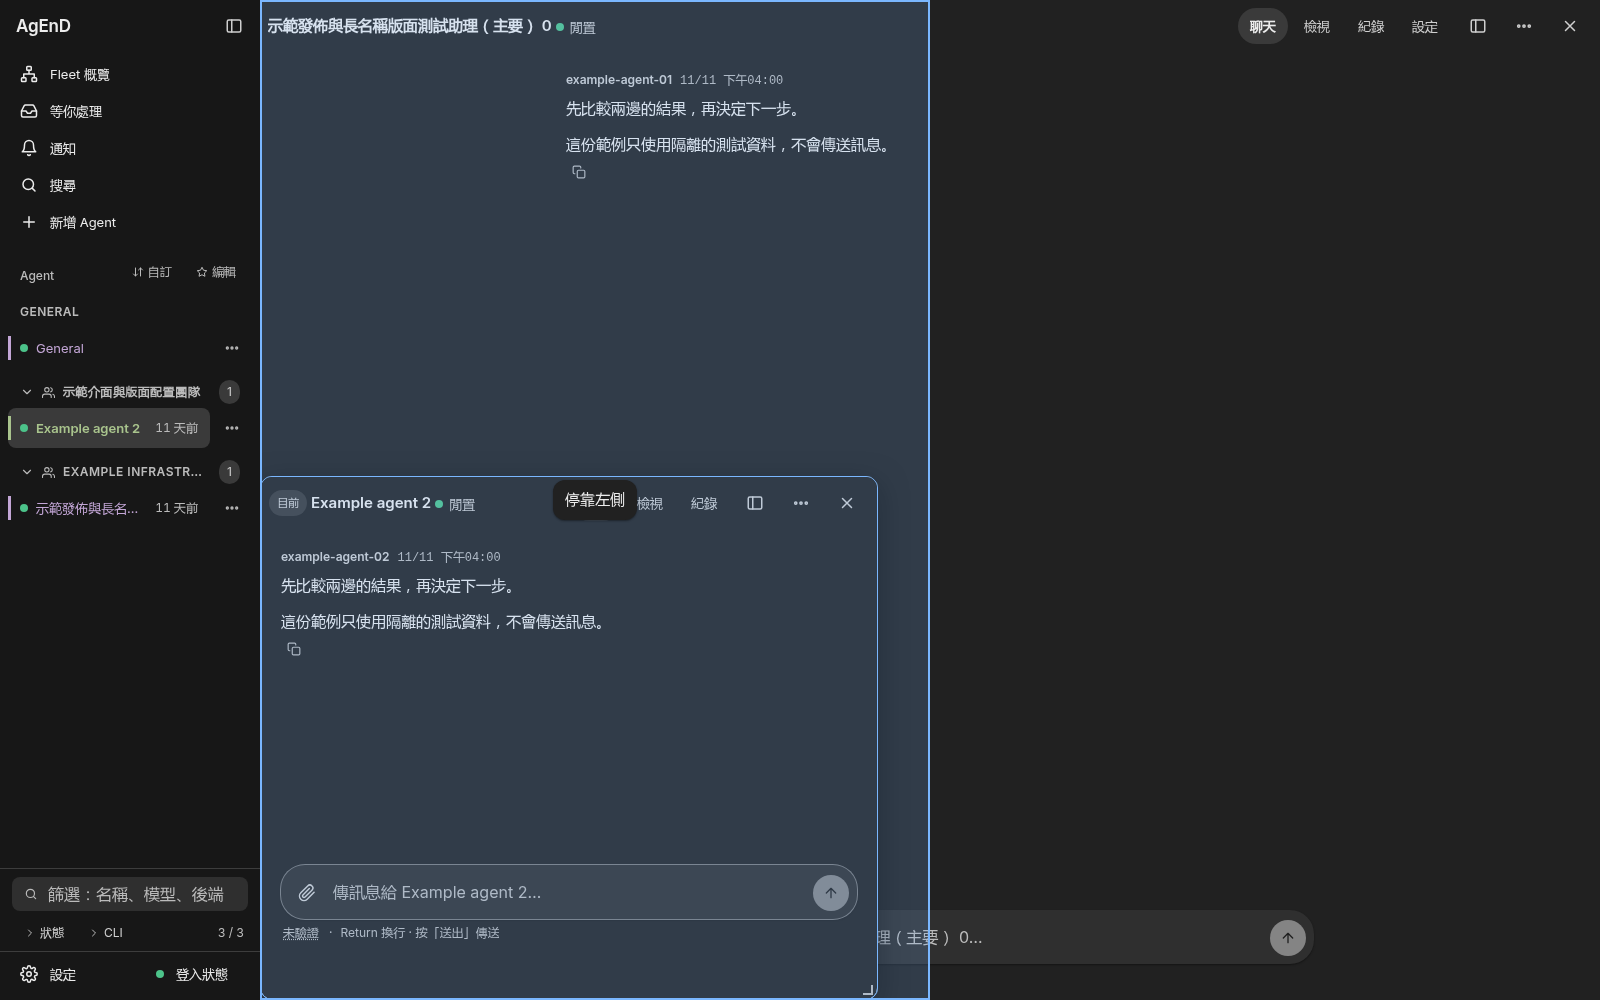 AgEnD
Fleet 概覽
等你處理
通知
搜尋
新增 Agent
Agent
自訂
編輯
GENERAL
General
示範介面與版面配置團隊
1
Example agent 2
11 天前
EXAMPLE INFRASTR...
1
示範發佈與長名...
11 天前
篩選：名稱、模型、後端
狀態
CLI
3 / 3
設定
登入狀態
示範發佈與長名稱版面測試助理（主要）0
閒置
聊天
檢視
紀錄
設定
example-agent-01 11/11 下午04:00
先比較兩邊的結果，再決定下一步。
這份範例只使用隔離的測試資料，不會傳送訊息。
目前
Example agent 2
閒置
停靠左側
檢視
紀錄
example-agent-02 11/11 下午04:00
先比較兩邊的結果，再決定下一步。
這份範例只使用隔離的測試資料，不會傳送訊息。
傳訊息給 Example agent 2...
未驗證 · Return 換行 · 按「送出」傳送
理（主要）0...